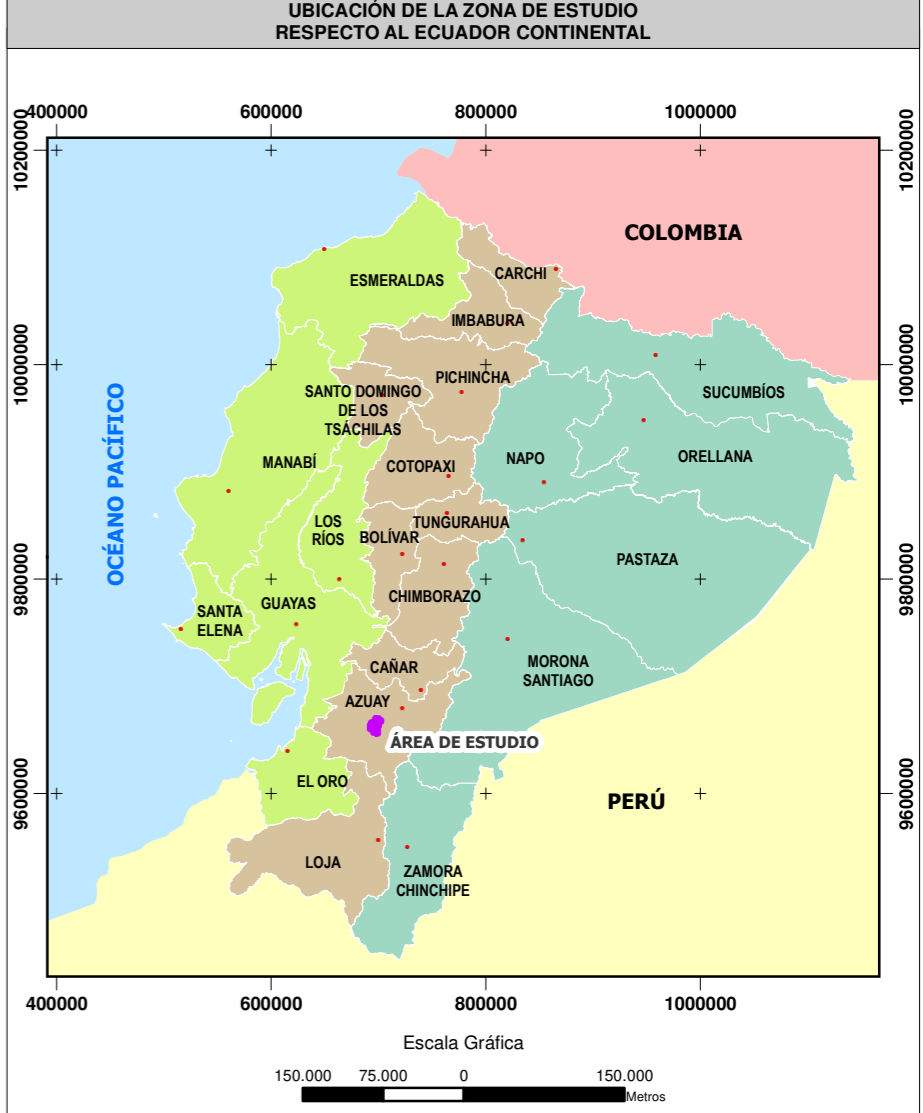 UBICACIÓN DE LA ZONA DE ESTUDIO
RESPECTO AL ECUADOR CONTINENTAL
400000 600000 800000 1000000
10200000 10200000
COLOMBIA
CARCHI
ESMERALDAS
IMBABURA
10000000 10000000
PICHINCHA
SANTO DOMINGO
DE LOS
TSÁCHILAS
SUCUMBÍOS
OCÉANO PACÍFICO
MANABÍ
COTOPAXI
NAPO
ORELLANA
LOS
RÍOS
TUNGURAHUA
BOLÍVAR
PASTAZA
9800000 9800000
CHIMBORAZO
GUAYAS
SANTA
ELENA
CAÑAR
MORONA
SANTIAGO
AZUAY
ÁREA DE ESTUDIO
EL ORO
9600000 9600000
PERÚ
LOJA
ZAMORA
CHINCHIPE
400000 600000 800000 1000000
Escala Gráfica
150.000 75.000 0 150.000
Metros